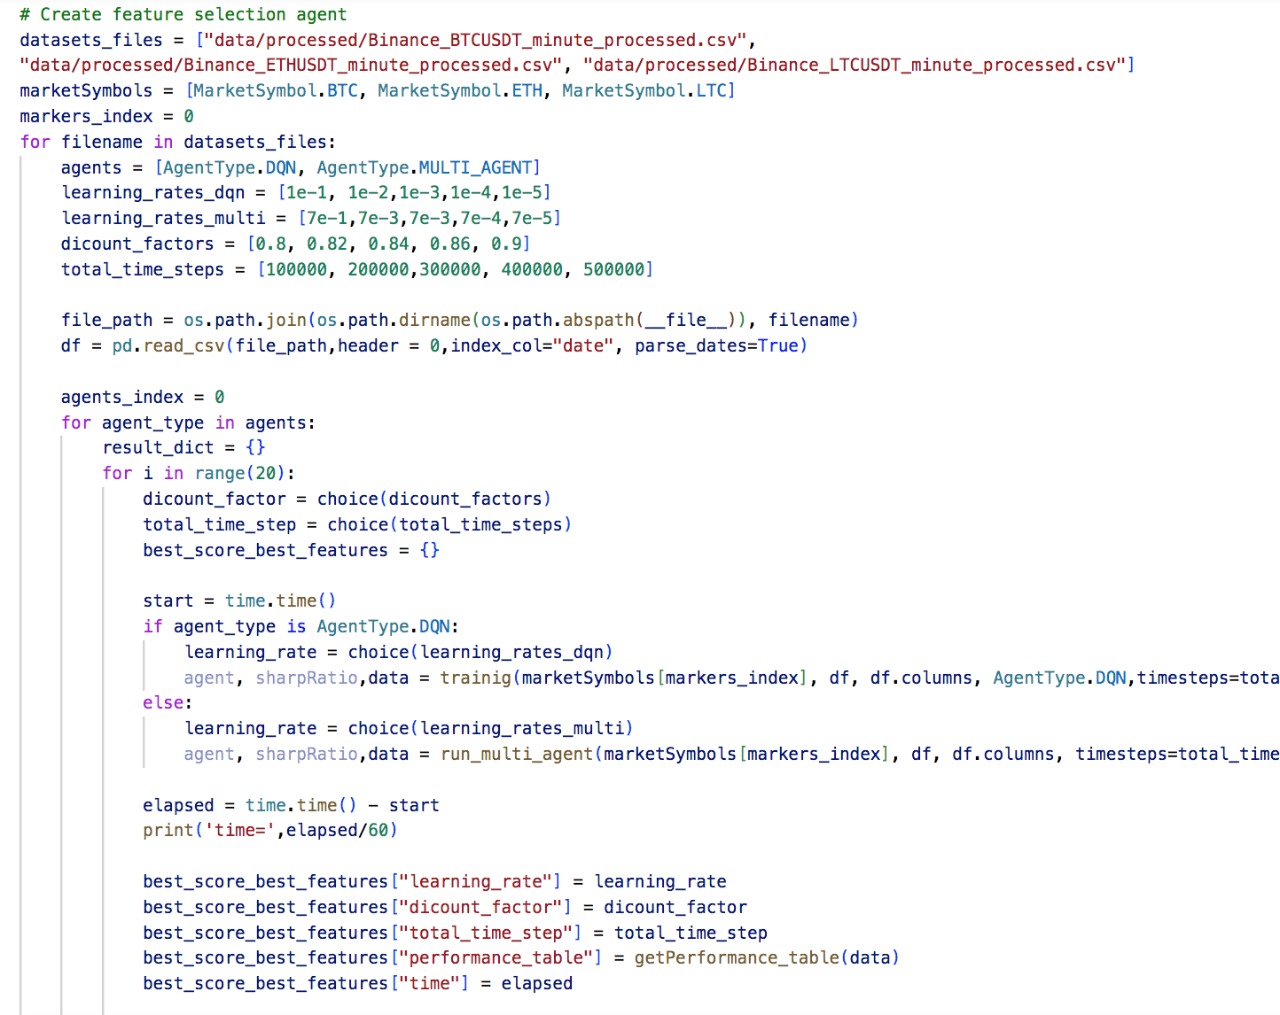 # Create feature selection agent
datasets_files = ["data/processed/Binance_BTCUSDT_minute_processed.csv",
"data/processed/Binance_ETHUSDT_minute_processed.csv", "data/processed/Binance_LTCUSDT_minute_processed.csv"]
marketSymbols = [MarketSymbol.BTC, MarketSymbol.ETH, MarketSymbol.LTC]
markers_index = 0
for filename in datasets_files:
    agents = [AgentType.DQN, AgentType.MULTI_AGENT]
    learning_rates_dqn = [1e-1, 1e-2,1e-3,1e-4,1e-5]
    learning_rates_multi = [7e-1,7e-3,7e-3,7e-4,7e-5]
    dicount_factors = [0.8, 0.82, 0.84, 0.86, 0.9]
    total_time_steps = [100000, 200000,300000, 400000, 500000]

    file_path = os.path.join(os.path.dirname(os.path.abspath(__file__)), filename)
    df = pd.read_csv(file_path,header = 0,index_col="date", parse_dates=True)

    agents_index = 0
    for agent_type in agents:
        result_dict = {}
        for i in range(20):
            dicount_factor = choice(dicount_factors)
            total_time_step = choice(total_time_steps)
            best_score_best_features = {}

            start = time.time()
            if agent_type is AgentType.DQN:
                learning_rate = choice(learning_rates_dqn)
                agent, sharpRatio,data = trainig(marketSymbols[markers_index], df, df.columns, AgentType.DQN,timesteps=tota
            else:
                learning_rate = choice(learning_rates_multi)
                agent, sharpRatio,data = run_multi_agent(marketSymbols[markers_index], df, df.columns, timesteps=total_time

            elapsed = time.time() - start
            print('time=',elapsed/60)

            best_score_best_features["learning_rate"] = learning_rate
            best_score_best_features["dicount_factor"] = dicount_factor
            best_score_best_features["total_time_step"] = total_time_step
            best_score_best_features["performance_table"] = getPerformance_table(data)
            best_score_best_features["time"] = elapsed